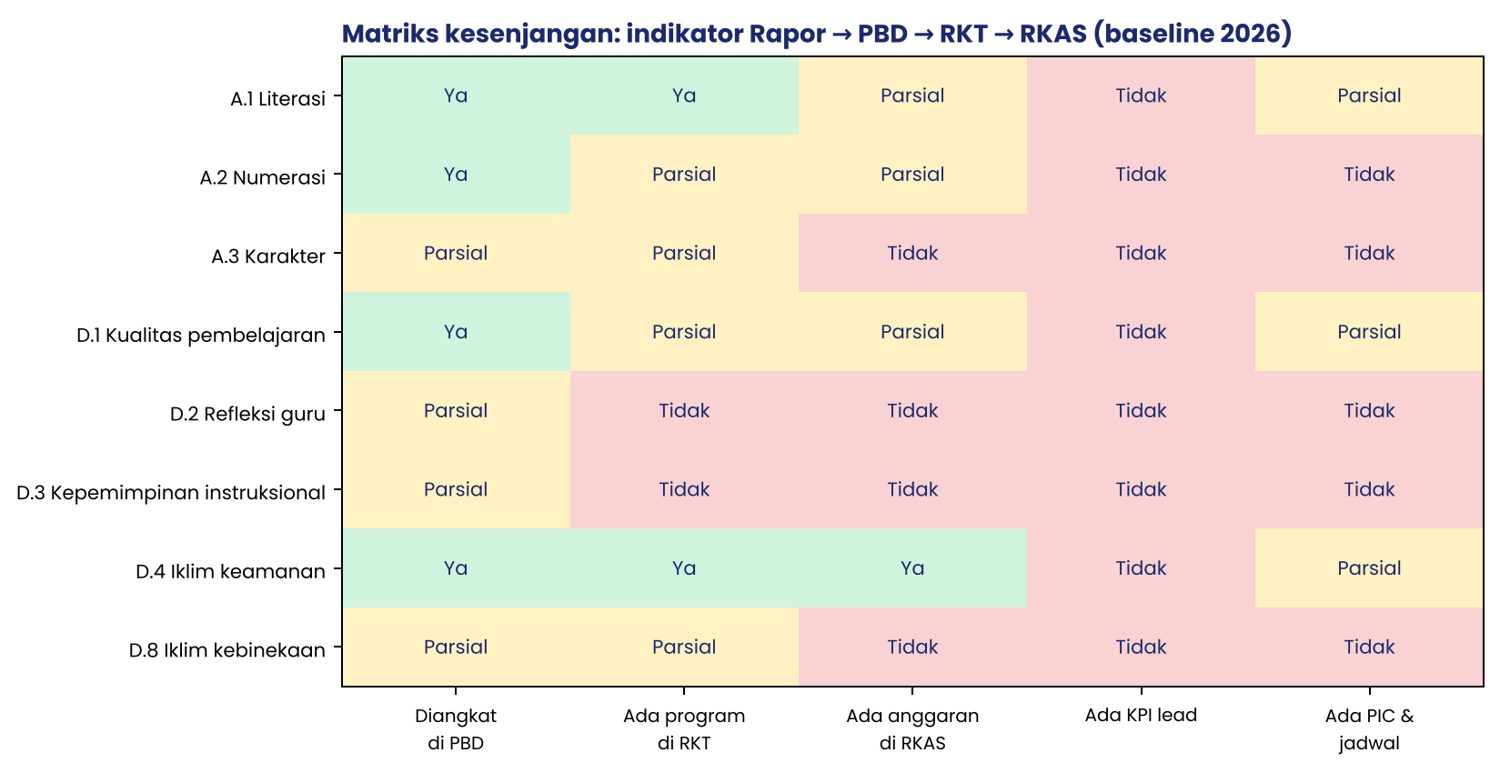 Matriks kesenjangan: indikator Rapor → PBD → RKT → RKAS (baseline 2026)
A.1 Literasi Ya Ya Parsial Tidak Parsial
A.2 Numerasi Ya Parsial Parsial Tidak Tidak
A.3 Karakter Parsial Parsial Tidak Tidak Tidak
D.1 Kualitas pembelajaran Ya Parsial Parsial Tidak Parsial
D.2 Refleksi guru Parsial Tidak Tidak Tidak Tidak
D.3 Kepemimpinan instruksional Parsial Tidak Tidak Tidak Tidak
D.4 Iklim keamanan Ya Ya Ya Tidak Parsial
D.8 Iklim kebinekaan Parsial Parsial Tidak Tidak Tidak
Diangkat Ada program Ada anggaran Ada KPI lead Ada PIC &
di PBD di RKT di RKAS jadwal